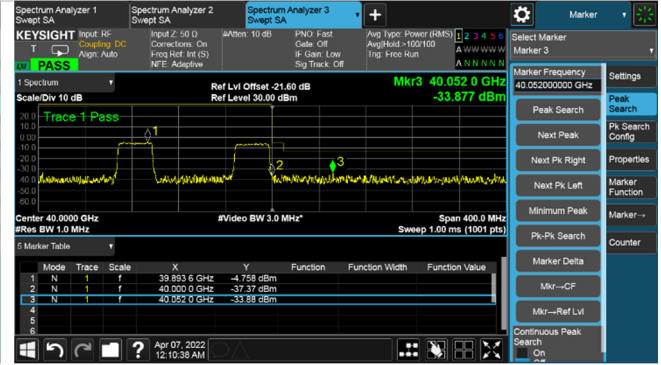 Spectrum Analyzer 1
Swept SA
Spectrum Analyzer 2
Swept SA
Spectrum Analyzer 3
Swept SA
+
Marker
KEYSIGHT
Input: RF
Coupling: DC
Align: Auto
Input Z: 50 Ω
Corrections: On
Freq Ref: Int (S)
NFE: Adaptive
#Atten: 10 dB
PNO: Fast
Gate: Off
IF Gain: Low
Sig Track: Off
Avg Type: Power (RMS)
Avg|Hold:>100/100
Trig: Free Run
1 2 3 4 5 6
A W W W W W
A N N N N N
T
PASS
Select Marker
Marker 3
1 Spectrum
Scale/Div 10 dB
Ref Lvl Offset -21.60 dB
Ref Level 30.00 dBm
Mkr3 40.052 0 GHz
-33.877 dBm
Trace 1 Pass
20.0
10.0
0.00
-10.0
-20.0
-30.0
-40.0
-50.0
-60.0
1
2
3
Center 40.0000 GHz
#Res BW 1.0 MHz
#Video BW 3.0 MHz*
Span 400.0 MHz
Sweep 1.00 ms (1001 pts)
5 Marker Table
Mode Trace Scale X Y Function Function Width Function Value
1 N 1 f 39.893 6 GHz -4.758 dBm
2 N 1 f 40.000 0 GHz -37.37 dBm
3 N 1 f 40.052 0 GHz -33.88 dBm
4
5
6
Marker Frequency
40.052000000 GHz
Peak Search
Next Peak
Next Pk Right
Next Pk Left
Minimum Peak
Pk-Pk Search
Marker Delta
Mkr→CF
Mkr→Ref Lvl
Continuous Peak
Search
On
Off
Settings
Peak
Search
Pk Search
Config
Properties
Marker
Function
Marker→
Counter
?
Apr 07, 2022
12:10:38 AM